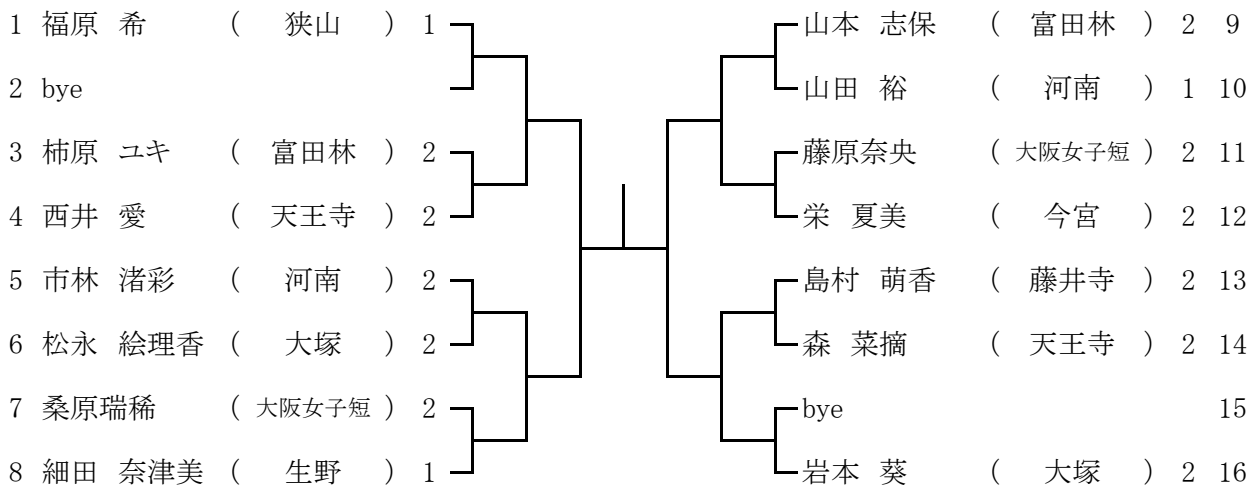 1 福原 希 ( 狭山 ) 1
2 bye
3 柿原 ユキ ( 富田林 ) 2
4 西井 愛 ( 天王寺 ) 2
5 市林 渚彩 ( 河南 ) 2
6 松永 絵理香 ( 大塚 ) 2
7 桑原瑞稀 ( 大阪女子短 ) 2
8 細田 奈津美 ( 生野 ) 1
山本 志保 ( 富田林 ) 2 9
山田 裕 ( 河南 ) 1 10
藤原奈央 ( 大阪女子短 ) 2 11
栄 夏美 ( 今宮 ) 2 12
島村 萌香 ( 藤井寺 ) 2 13
森 菜摘 ( 天王寺 ) 2 14
bye 15
岩本 葵 ( 大塚 ) 2 16